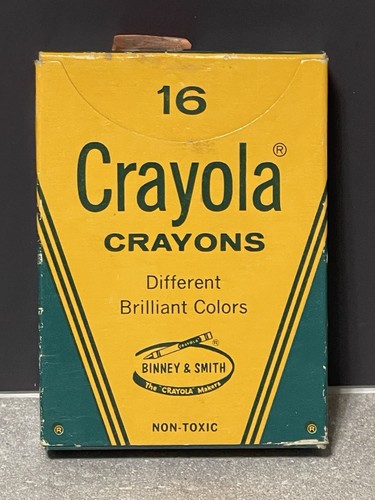 16
Crayola®
CRAYONS
Different
Brilliant Colors
CRAYOLA
®
BINNEY & SMITH
The "CRAYOLA" Makers
NON-TOXIC
® ®